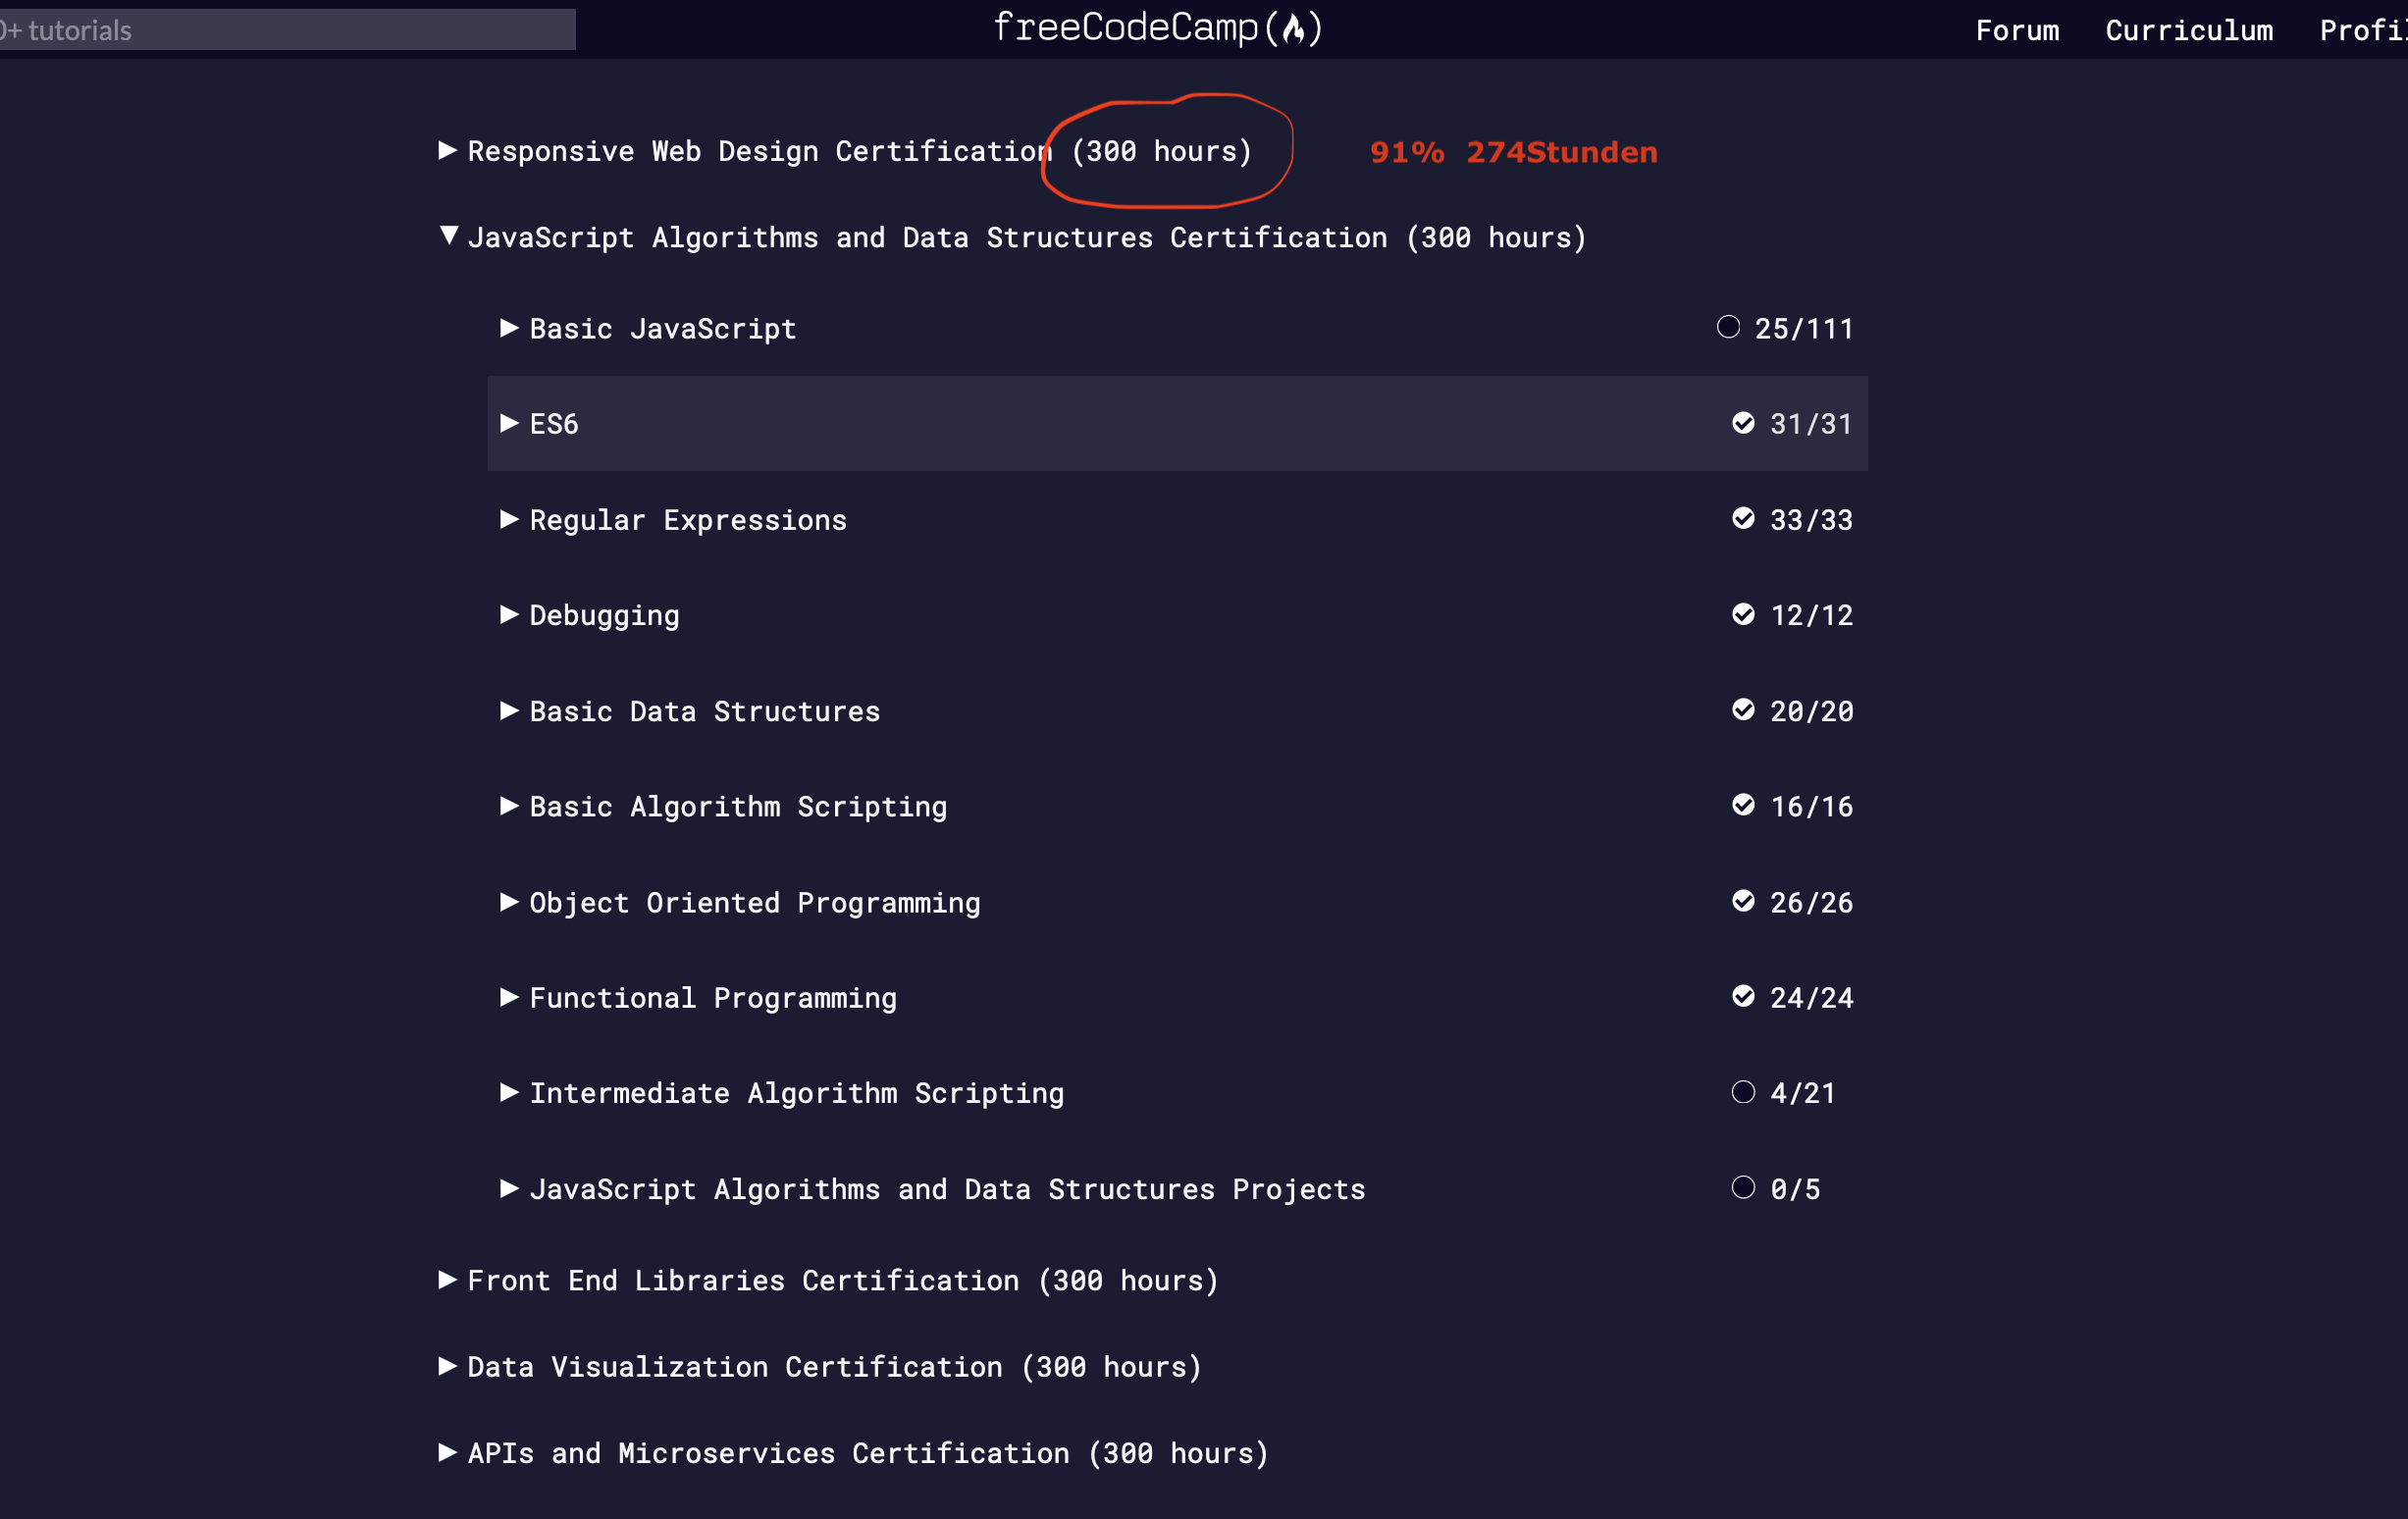 0+ tutorials
freeCodeCamp
Forum Curriculum
Responsive Web Design Certification (300 hours) 91% 274Stunden
JavaScript Algorithms and Data Structures Certification (300 hours)
Basic JavaScript 25/111
ES6 31/31
Regular Expressions 33/33
Debugging 12/12
Basic Data Structures 20/20
Basic Algorithm Scripting 16/16
Object Oriented Programming 26/26
Functional Programming 24/24
Intermediate Algorithm Scripting 4/21
JavaScript Algorithms and Data Structures Projects 0/5
Front End Libraries Certification (300 hours)
Data Visualization Certification (300 hours)
APIs and Microservices Certification (300 hours)